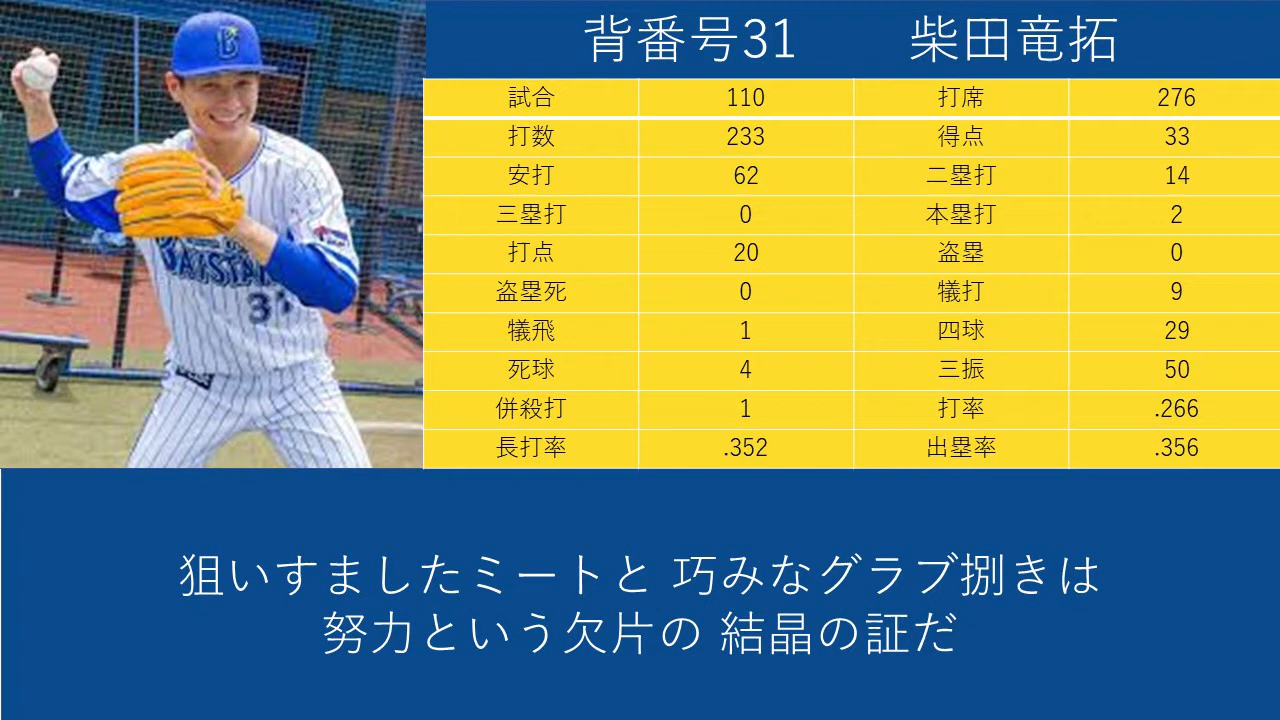 背番号31 柴田竜拓
試合 110 打席 276
打数 233 得点 33
安打 62 二塁打 14
三塁打 0 本塁打 2
打点 20 盗塁 0
盗塁死 0 犠打 9
犠飛 1 四球 29
死球 4 三振 50
併殺打 1 打率 .266
長打率 .352 出塁率 .356
BAYSTARS
31
狙いすましたミートと 巧みなグラブ捌きは
努力という欠片の 結晶の証だ